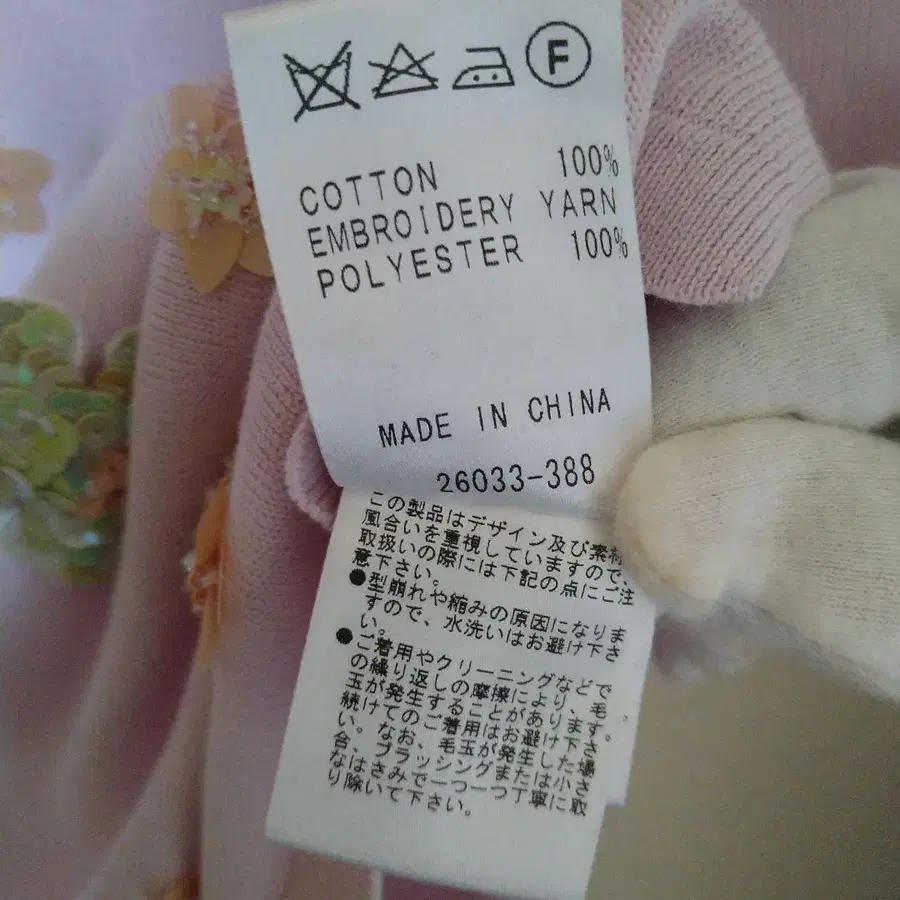 F
COTTON 100%
EMBROIDERY YARN
POLYESTER 100%
MADE IN CHINA
26033-388
この製品はデザイン及び素材
風合いを重視していますので、
取扱いの際には下記の点にご注
意下さい。
●型崩れや縮みの原因になりま
すので、水洗いはお避け下さ
い。
●ご着用やクリーニングなどで
の繰り返しの摩擦により、毛
玉が発生することがあります。
続けてのご着用はお避け下さ
い。なお、毛玉が発生した場
合、ブラッシングまたは小さ
なはさみで一つ一つ丁寧に取
り除いて下さい。